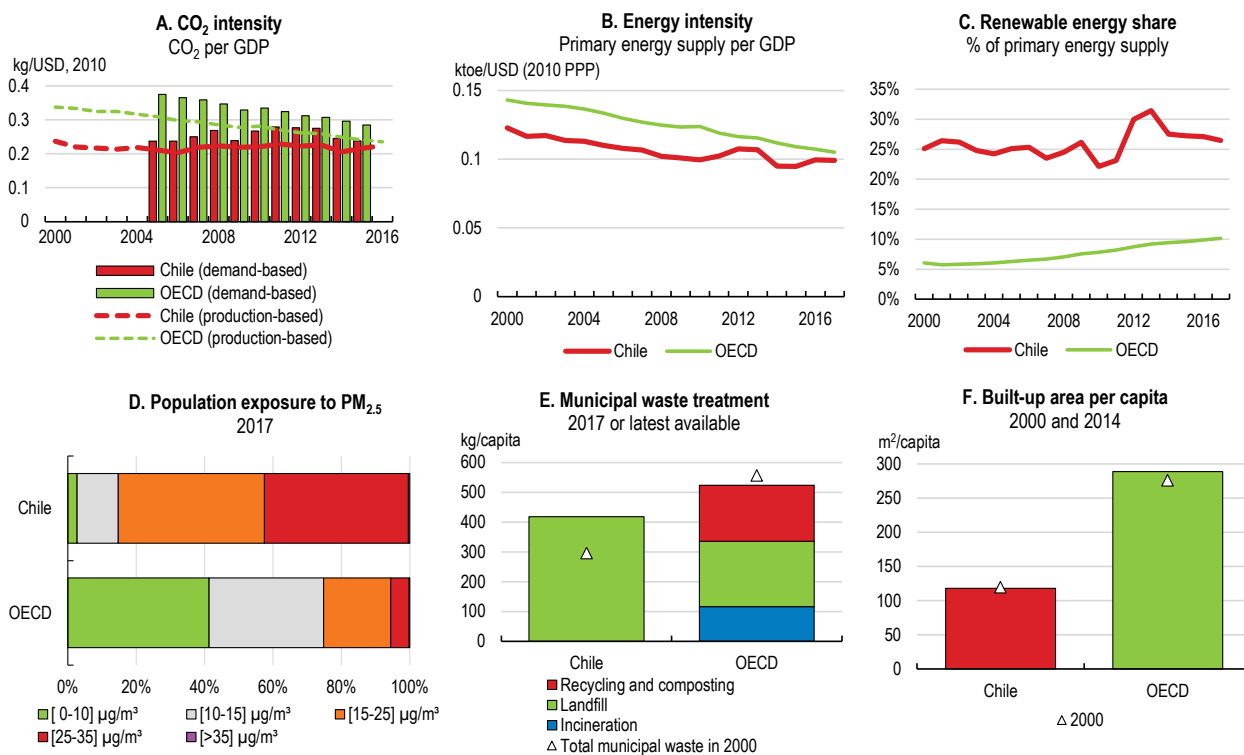 A. CO₂ intensity
CO₂ per GDP
kg/USD, 2010
0.4
0.3
0.2
0.1
0
2000 2004 2008 2012 2016
Chile (demand-based)
OECD (demand-based)
Chile (production-based)
OECD (production-based)
B. Energy intensity
Primary energy supply per GDP
ktoe/USD (2010 PPP)
0.15
0.1
0.05
0
2000 2004 2008 2012 2016
Chile OECD
C. Renewable energy share
% of primary energy supply
35%
30%
25%
20%
15%
10%
5%
0%
2000 2004 2008 2012 2016
Chile OECD
D. Population exposure to PM₂.₅
2017
Chile
OECD
0% 20% 40% 60% 80% 100%
[ 0-10] µg/m³ [10-15] µg/m³ [15-25] µg/m³
[25-35] µg/m³ [>35] µg/m³
E. Municipal waste treatment
2017 or latest available
kg/capita
600
500
400
300
200
100
0
Chile OECD
Recycling and composting
Landfill
Incineration
Total municipal waste in 2000
F. Built-up area per capita
2000 and 2014
m²/capita
300
250
200
150
100
50
0
Chile OECD
2000